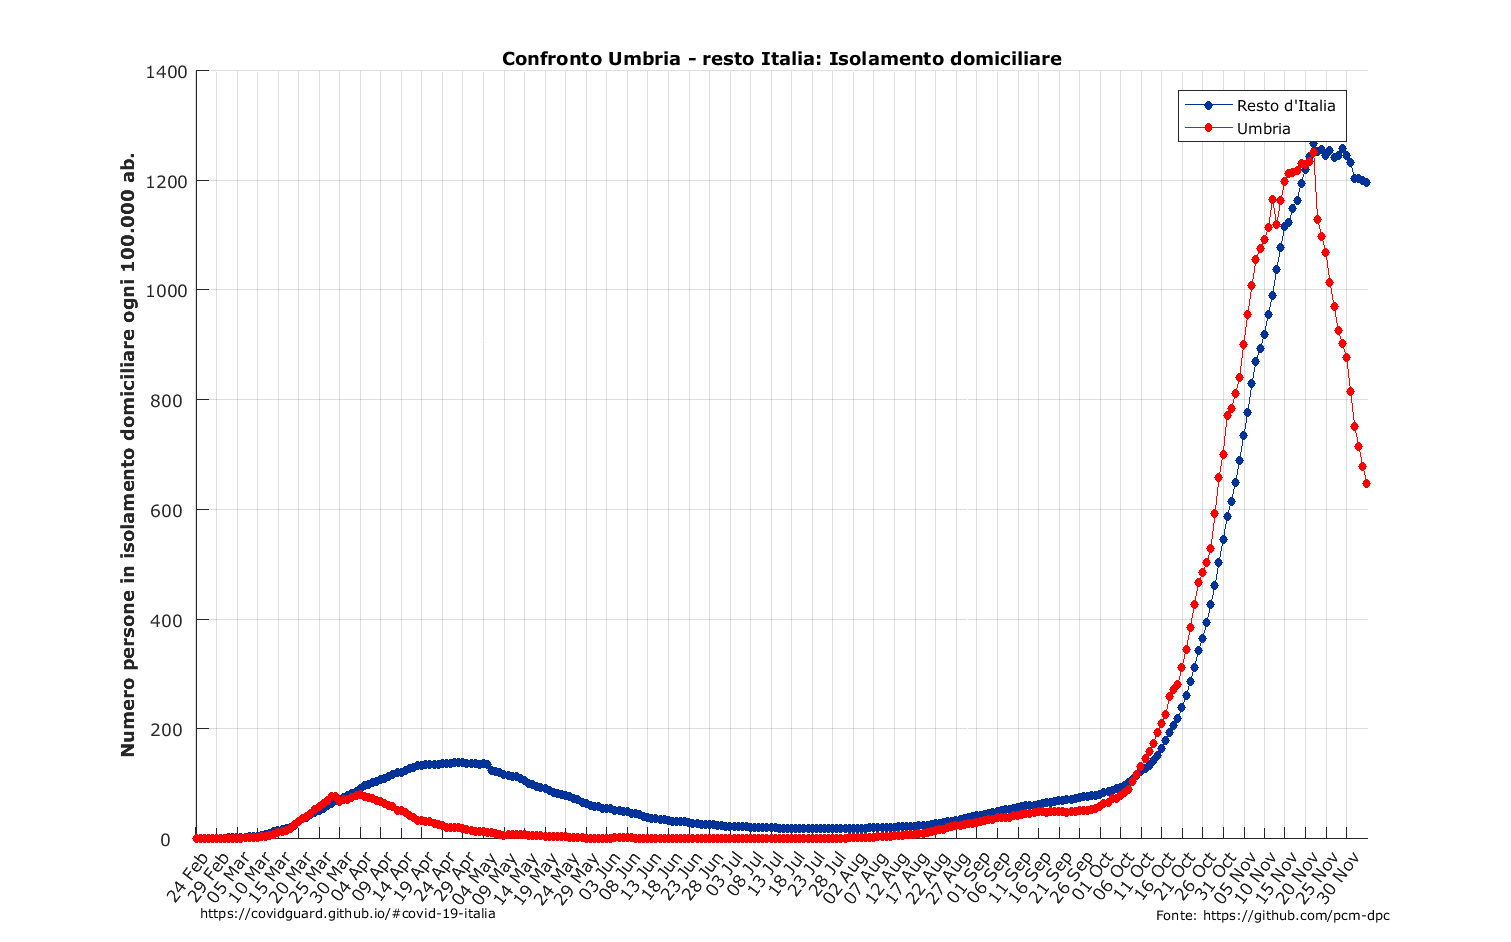 Confronto Umbria - resto Italia: Isolamento domiciliare
Numero persone in isolamento domiciliare ogni 100.000 ab.
1400
1200
1000
800
600
400
200
0
Resto d'Italia
Umbria
24 Feb
29 Feb
05 Mar
10 Mar
15 Mar
20 Mar
25 Mar
30 Mar
04 Apr
09 Apr
14 Apr
19 Apr
24 Apr
29 Apr
04 May
09 May
14 May
19 May
24 May
29 May
03 Jun
08 Jun
13 Jun
18 Jun
23 Jun
28 Jun
03 Jul
08 Jul
13 Jul
18 Jul
23 Jul
28 Jul
02 Aug
07 Aug
12 Aug
17 Aug
22 Aug
27 Aug
01 Sep
06 Sep
11 Sep
16 Sep
21 Sep
26 Sep
01 Oct
06 Oct
11 Oct
16 Oct
21 Oct
26 Oct
31 Oct
05 Nov
10 Nov
15 Nov
20 Nov
25 Nov
30 Nov
https://covidguard.github.io/#covid-19-italia
Fonte: https://github.com/pcm-dpc